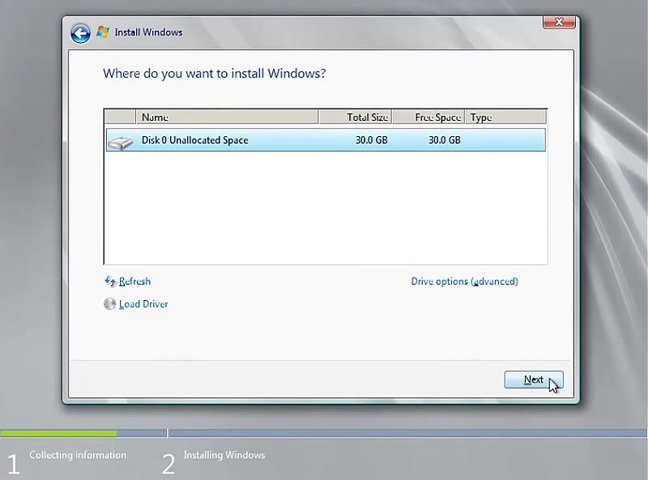 Install Windows
Where do you want to install Windows?
Name Total Size Free Space Type
Disk 0 Unallocated Space 30.0 GB 30.0 GB
Refresh Drive options (advanced)
Load Driver
Next
1 Collecting information 2 Installing Windows